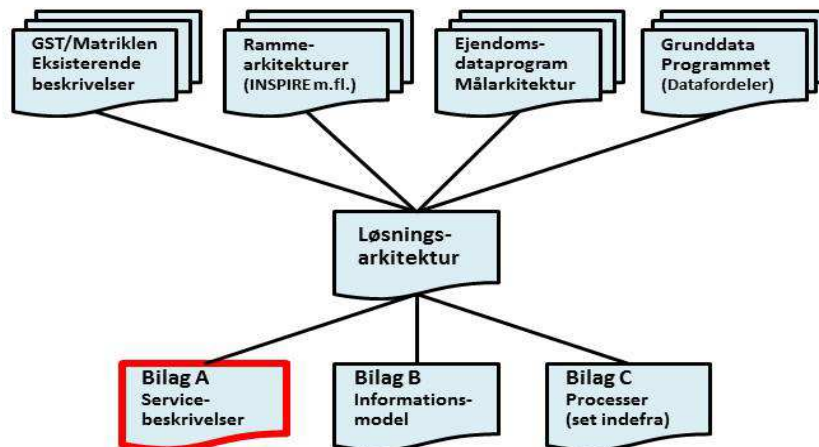 GST/Matriklen
Eksisterende
beskrivelser
Ramme-
arkitekturer
(INSPIRE m.fl.)
Ejendoms-
dataprogram
Målarkitektur
Grunddata
Programmet
(Datafordeler)
Løsnings-
arkitektur
Bilag A
Service-
beskrivelser
Bilag B
Informations-
model
Bilag C
Processer
(set indefra)